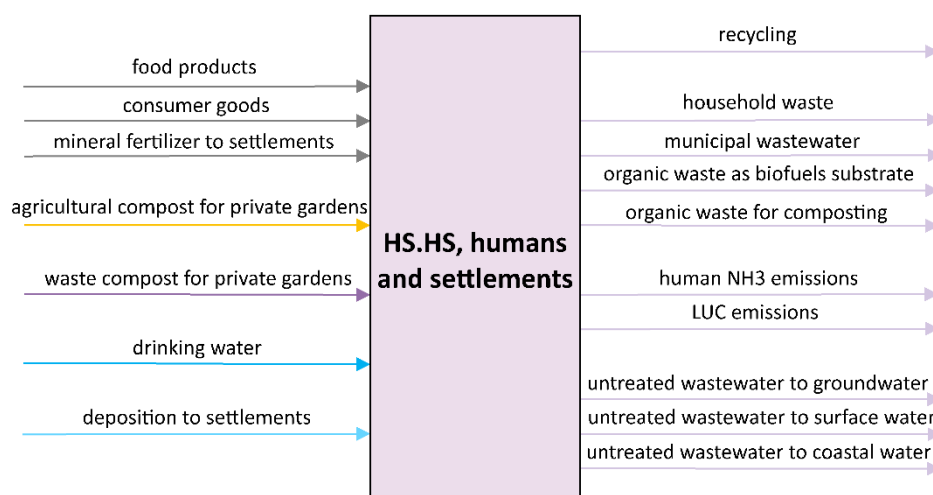 food products
consumer goods
mineral fertilizer to settlements
agricultural compost for private gardens
waste compost for private gardens
drinking water
deposition to settlements
HS.HS, humans
and settlements
recycling
household waste
municipal wastewater
organic waste as biofuels substrate
organic waste for composting
human NH3 emissions
LUC emissions
untreated wastewater to groundwater
untreated wastewater to surface water
untreated wastewater to coastal water